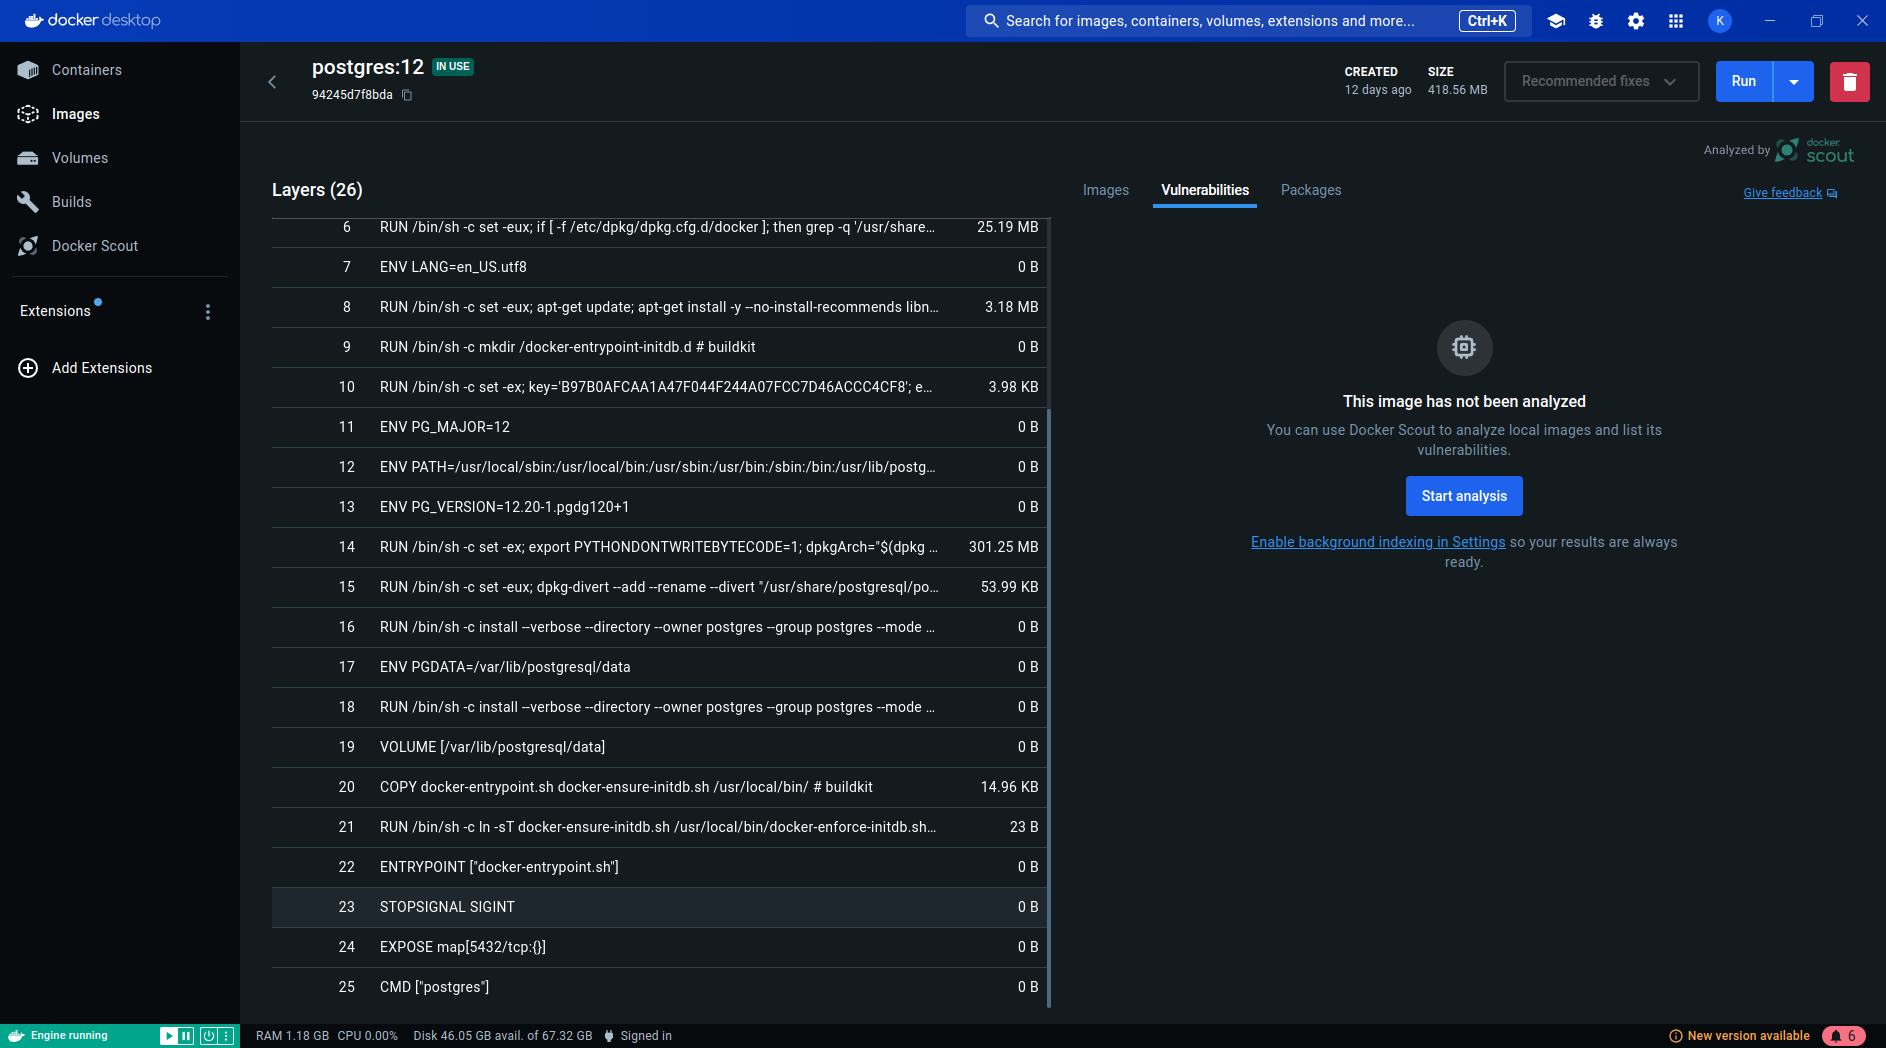 docker desktop
Search for images, containers, volumes, extensions and more...
Ctrl+K
K
Containers
Images
Volumes
Builds
Docker Scout
Extensions
Add Extensions
postgres:12
IN USE
94245d7f8bda
CREATED
12 days ago
SIZE
418.56 MB
Recommended fixes
Run
Analyzed by
docker
scout
Layers (26)
Images
Vulnerabilities
Packages
Give feedback
6 RUN /bin/sh -c set -eux; if [ -f /etc/dpkg/dpkg.cfg.d/docker ]; then grep -q '/usr/share... 25.19 MB
7 ENV LANG=en_US.utf8 0 B
8 RUN /bin/sh -c set -eux; apt-get update; apt-get install -y --no-install-recommends libn... 3.18 MB
9 RUN /bin/sh -c mkdir /docker-entrypoint-initdb.d # buildkit 0 B
10 RUN /bin/sh -c set -ex; key='B97B0AFCAA1A47F044F244A07FCC7D46ACCC4CF8'; e... 3.98 KB
11 ENV PG_MAJOR=12 0 B
12 ENV PATH=/usr/local/sbin:/usr/local/bin:/usr/sbin:/usr/bin:/sbin:/bin:/usr/lib/postg... 0 B
13 ENV PG_VERSION=12.20-1.pgdg120+1 0 B
14 RUN /bin/sh -c set -ex; export PYTHONDONTWRITEBYTECODE=1; dpkgArch="$(dpkg ... 301.25 MB
15 RUN /bin/sh -c set -eux; dpkg-divert --add --rename --divert "/usr/share/postgresql/po... 53.99 KB
16 RUN /bin/sh -c install --verbose --directory --owner postgres --group postgres --mode ... 0 B
17 ENV PGDATA=/var/lib/postgresql/data 0 B
18 RUN /bin/sh -c install --verbose --directory --owner postgres --group postgres --mode ... 0 B
19 VOLUME [/var/lib/postgresql/data] 0 B
20 COPY docker-entrypoint.sh docker-ensure-initdb.sh /usr/local/bin/ # buildkit 14.96 KB
21 RUN /bin/sh -c ln -sT docker-ensure-initdb.sh /usr/local/bin/docker-enforce-initdb.sh... 23 B
22 ENTRYPOINT ["docker-entrypoint.sh"] 0 B
23 STOPSIGNAL SIGINT 0 B
24 EXPOSE map[5432/tcp:{}] 0 B
25 CMD ["postgres"] 0 B
This image has not been analyzed
You can use Docker Scout to analyze local images and list its
vulnerabilities.
Start analysis
Enable background indexing in Settings so your results are always
ready.
Engine running
RAM 1.18 GB CPU 0.00% Disk 46.05 GB avail. of 67.32 GB Signed in
New version available
6